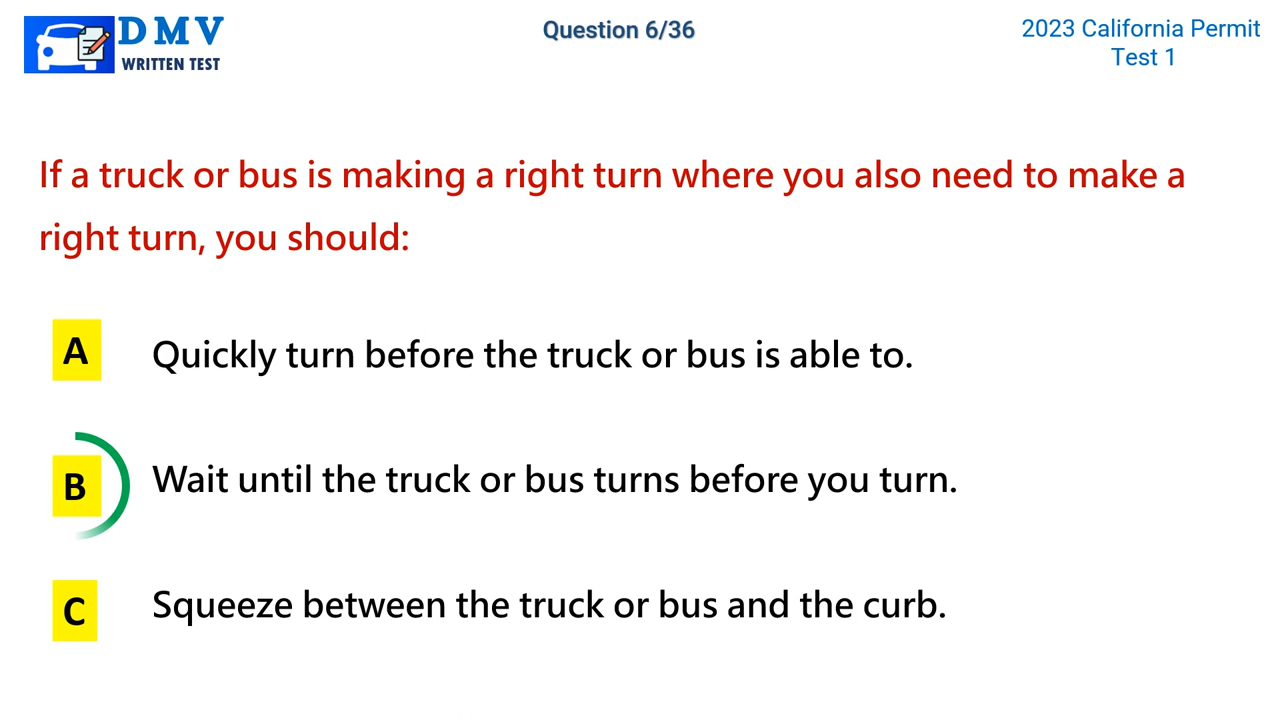 DMV
WRITTEN TEST
Question 6/36
2023 California Permit
Test 1
If a truck or bus is making a right turn where you also need to make a
right turn, you should:
A Quickly turn before the truck or bus is able to.
B Wait until the truck or bus turns before you turn.
C Squeeze between the truck or bus and the curb.